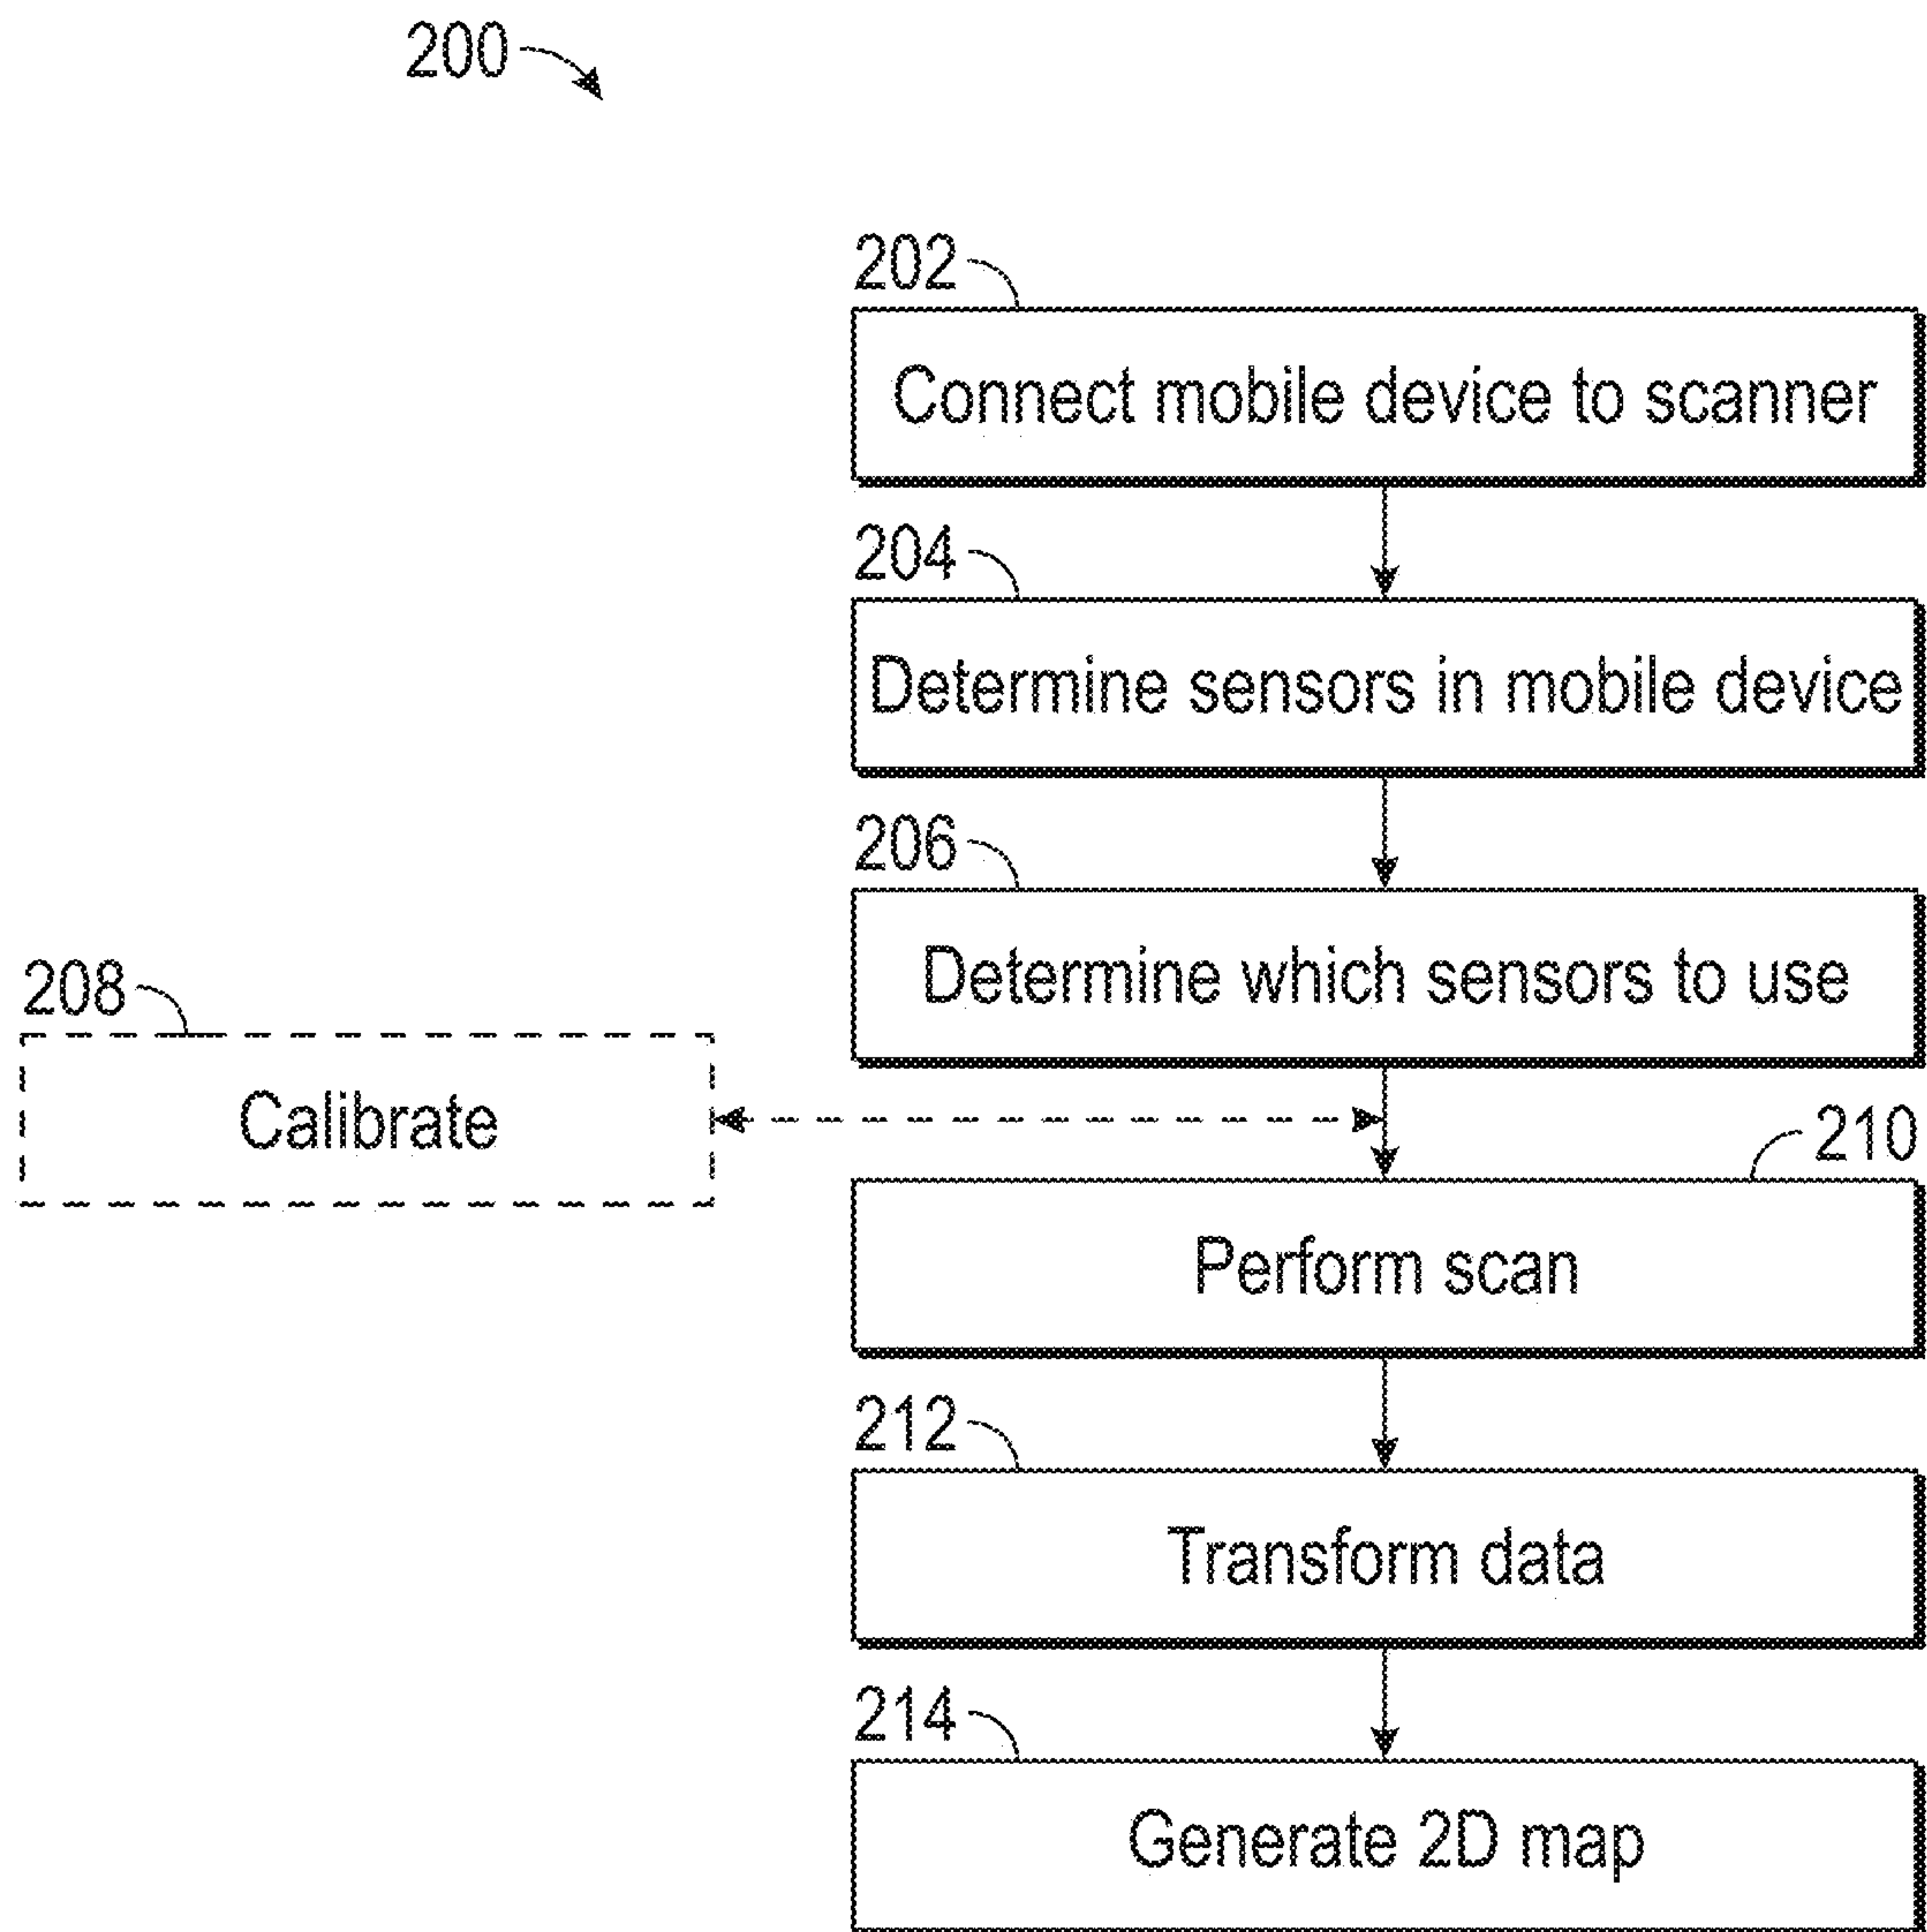 200
202
Connect mobile device to scanner
204
Determine sensors in mobile device
206
Determine which sensors to use
208
Calibrate
210
Perform scan
212
Transform data
214
Generate 2D map